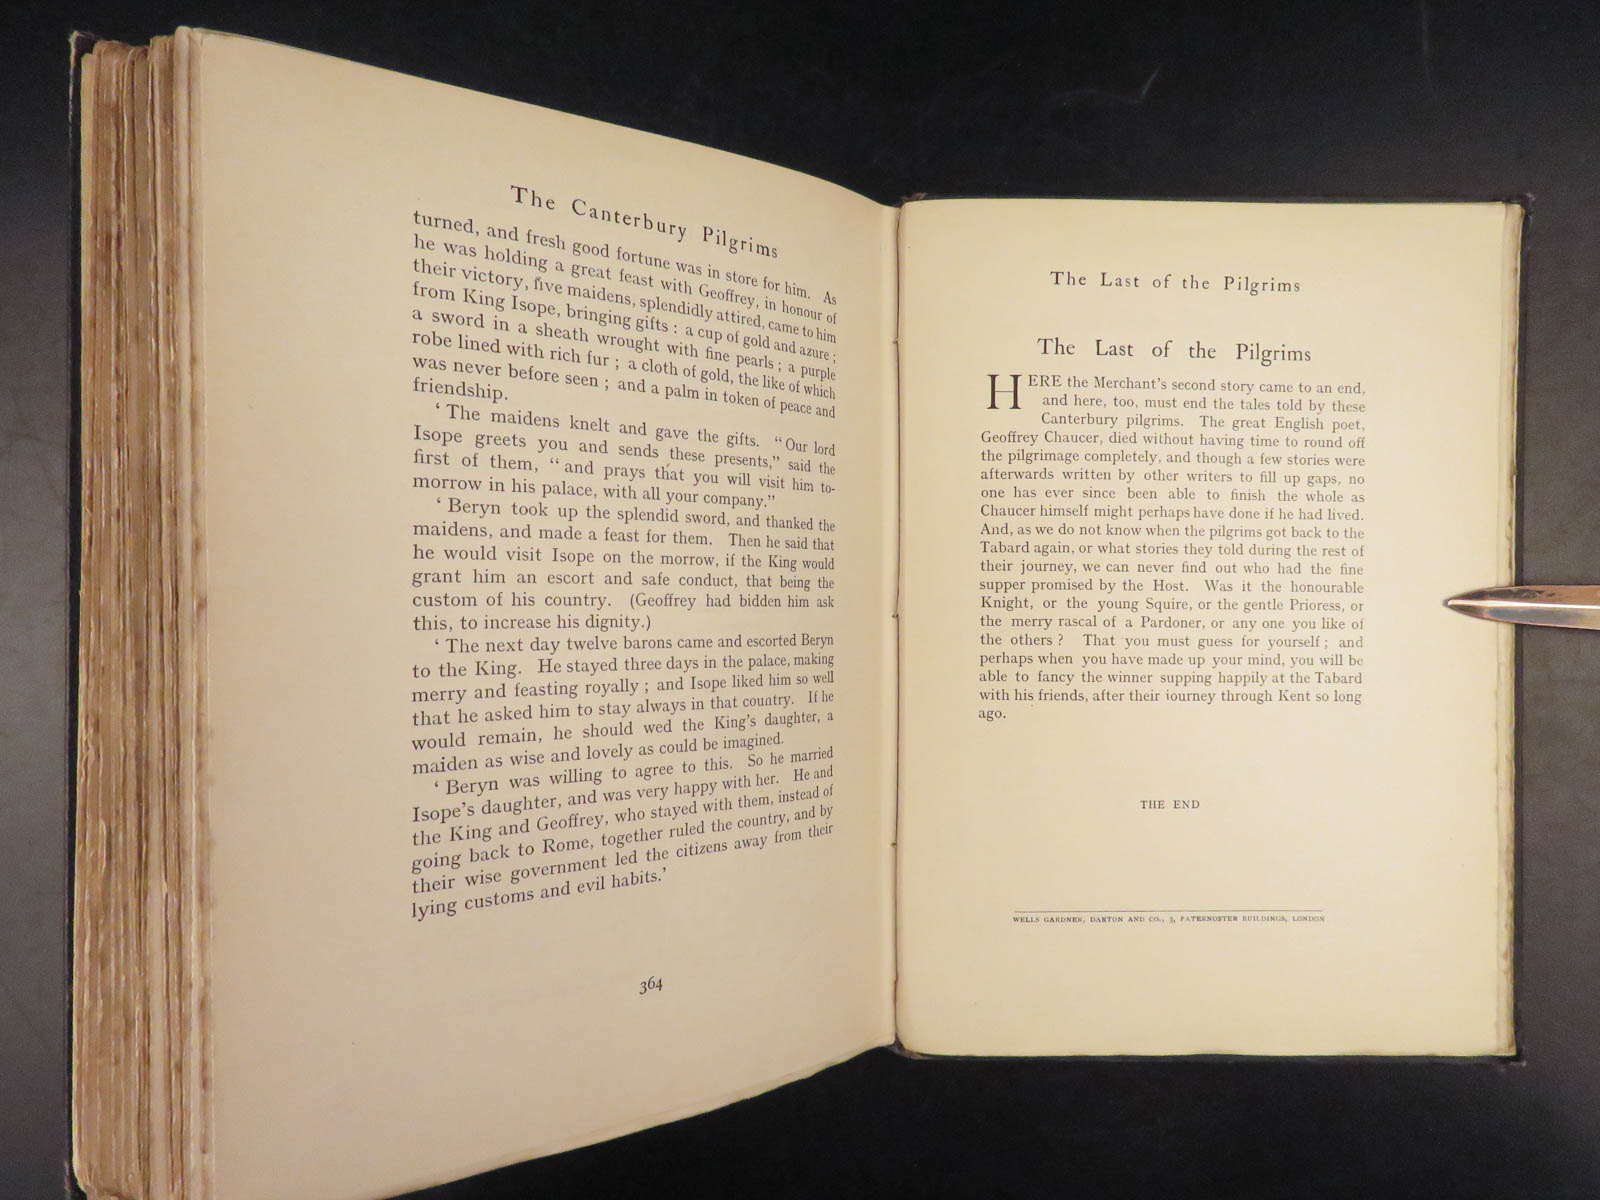 The Canterbury Pilgrims
turned, and fresh good fortune was in store for him. As
he was holding a great feast with Geoffrey, in honour of
their victory, five maidens, splendidly attired, came to him
from King Isope, bringing gifts : a cup of gold and azure ;
a sword in a sheath wrought with fine pearls ; a purple
robe lined with rich fur ; a cloth of gold, the like of which
was never before seen ; and a palm in token of peace and
friendship.
‘ The maidens knelt and gave the gifts. “Our lord
Isope greets you and sends these presents,” said the
first of them, “and prays that you will visit him to-
morrow in his palace, with all your company.”
‘ Beryn took up the splendid sword, and thanked the
maidens, and made a feast for them. Then he said that
he would visit Isope on the morrow, if the King would
grant him an escort and safe conduct, that being the
custom of his country. (Geoffrey had bidden him ask
this, to increase his dignity.)
‘ The next day twelve barons came and escorted Beryn
to the King. He stayed three days in the palace, making
merry and feasting royally ; and Isope liked him so well
that he asked him to stay always in that country. If he
would remain, he should wed the King's daughter, a
maiden as wise and lovely as could be imagined.
‘ Beryn was willing to agree to this. So he married
Isope's daughter, and was very happy with her. He and
the King and Geoffrey, who stayed with them, instead of
going back to Rome, together ruled the country, and by
their wise government led the citizens away from their
lying customs and evil habits.’
364
The Last of the Pilgrims
The Last of the Pilgrims
HERE the Merchant's second story came to an end,
and here, too, must end the tales told by these
Canterbury pilgrims. The great English poet,
Geoffrey Chaucer, died without having time to round off
the pilgrimage completely, and though a few stories were
afterwards written by other writers to fill up gaps, no
one has ever since been able to finish the whole as
Chaucer himself might perhaps have done if he had lived.
And, as we do not know when the pilgrims got back to the
Tabard again, or what stories they told during the rest of
their journey, we can never find out who had the fine
supper promised by the Host. Was it the honourable
Knight, or the young Squire, or the gentle Prioress, or
the merry rascal of a Pardoner, or any one you like of
the others ? That you must guess for yourself ; and
perhaps when you have made up your mind, you will be
able to fancy the winner supping happily at the Tabard
with his friends, after their journey through Kent so long
ago.
THE END
WELLS GARDNER, DARTON AND CO., 3, PATERNOSTER BUILDINGS, LONDON